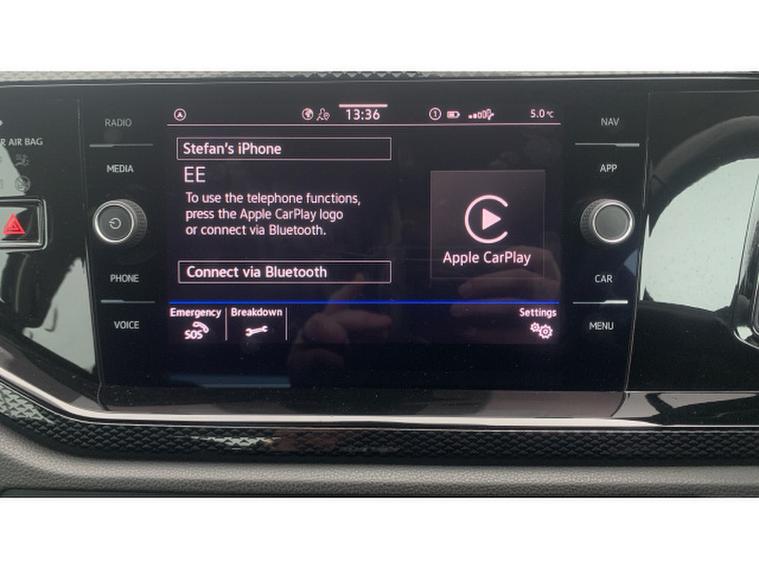 RADIO
13:36
1
5.0°C
NAV
R AIR BAG
MEDIA
Stefan's iPhone
APP
EE
To use the telephone functions,
press the Apple CarPlay logo
or connect via Bluetooth.
Apple CarPlay
PHONE
Connect via Bluetooth
CAR
Emergency
Breakdown
Settings
VOICE
SOS
MENU